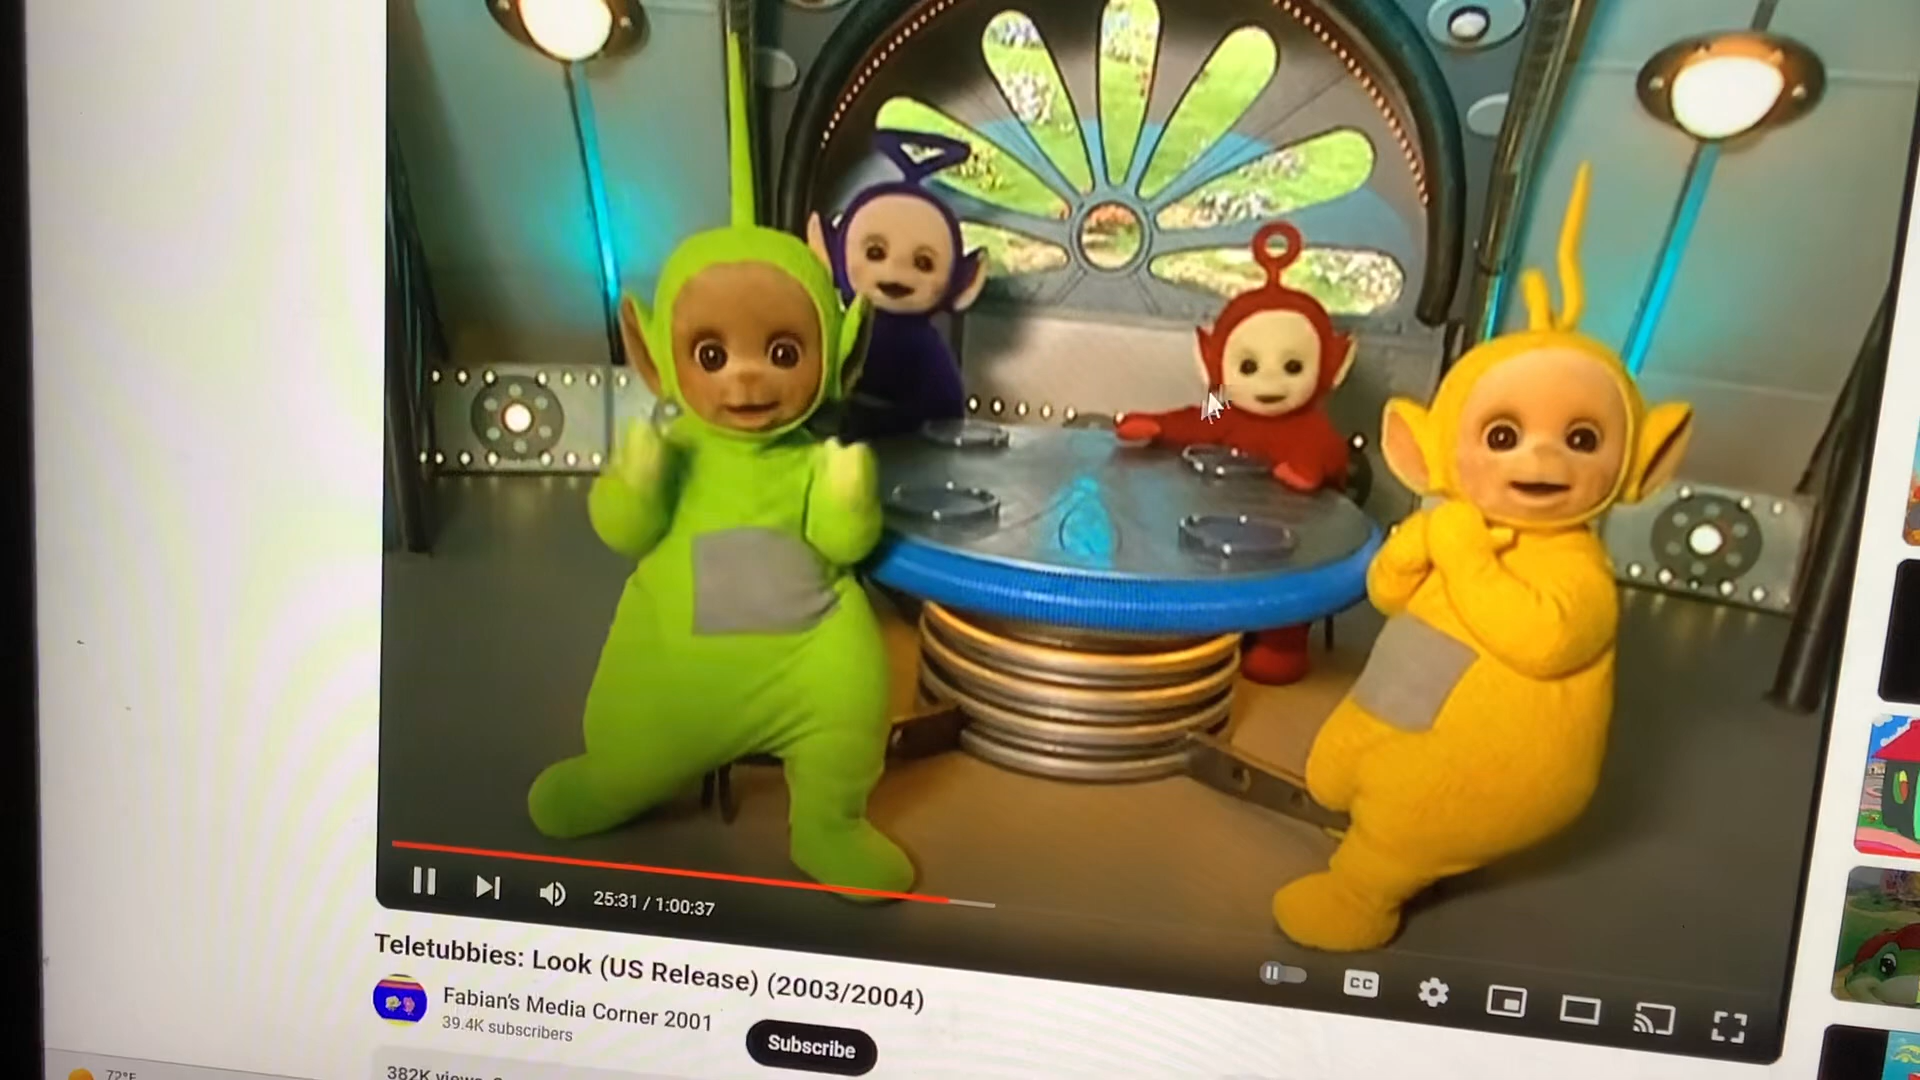 25:31 / 1:00:37
CC
Teletubbies: Look (US Release) (2003/2004)
Fabian's Media Corner 2001
39.4K subscribers
Subscribe
382K views
72°F